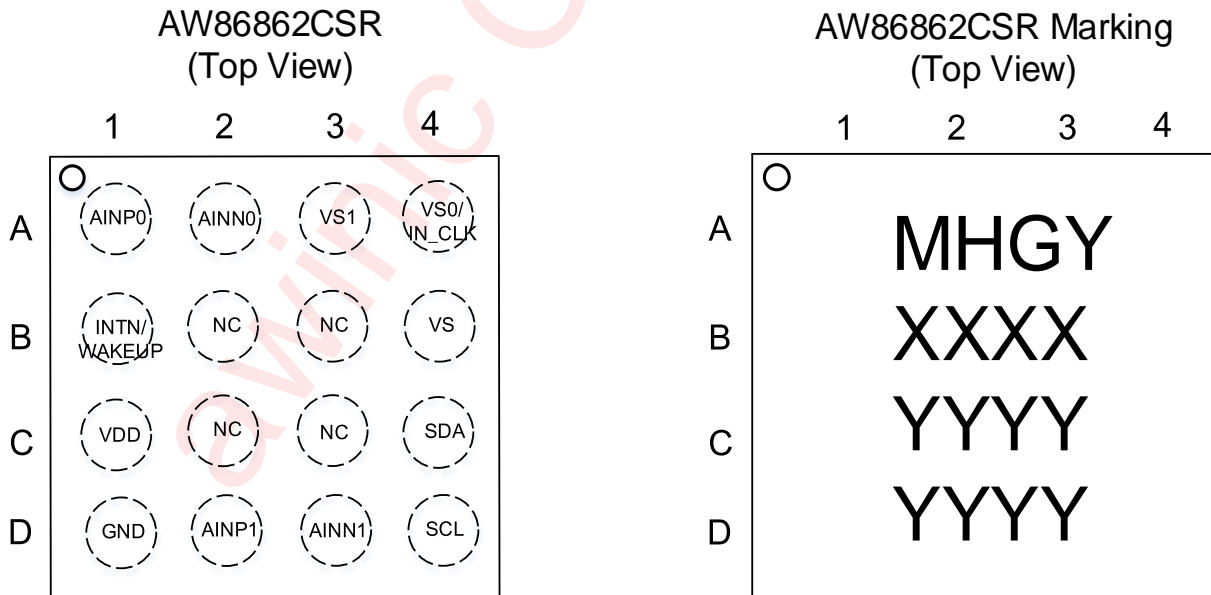 AW86862CSR
(Top View)
1 2 3 4
A AINP0 AINN0 VS1 VS0/
IN_CLK
B INTN/
WAKEUP NC NC VS
C VDD NC NC SDA
D GND AINP1 AINN1 SCL
AW86862CSR Marking
(Top View)
1 2 3 4
A MHGY
B XXXX
C YYYY
D YYYY
awinic